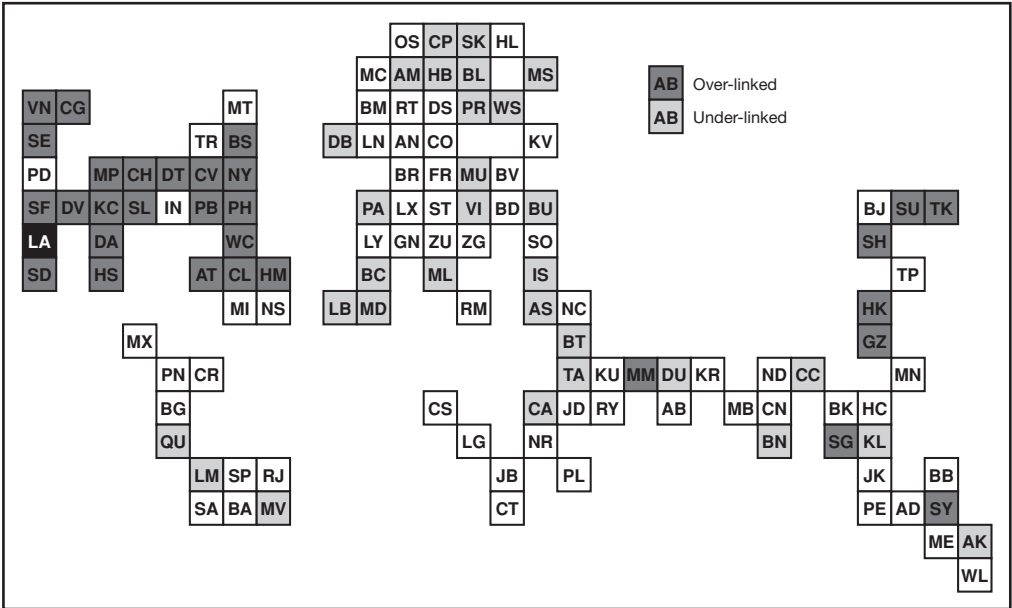 OS CP SK HL
MC AM HB BL MS
AB Over-linked
VN CG MT BM RT DS PR WS
AB Under-linked
SE TR BS DB LN AN CO KV
PD MP CH DT CV NY BR FR MU BV
SF DV KC SL IN PB PH PA LX ST VI BD BU BJ SU TK
LA DA WC LY GN ZU ZG SO SH
SD HS AT CL HM BC ML IS TP
MI NS LB MD RM AS NC HK
MX BT GZ
PN CR TA KU MM DU KR ND CC MN
BG CS CA JD RY AB MB CN BK HC
QU LG NR BN SG KL
LM SP RJ JB PL JK BB
SA BA MV CT PE AD SY
ME AK
WL